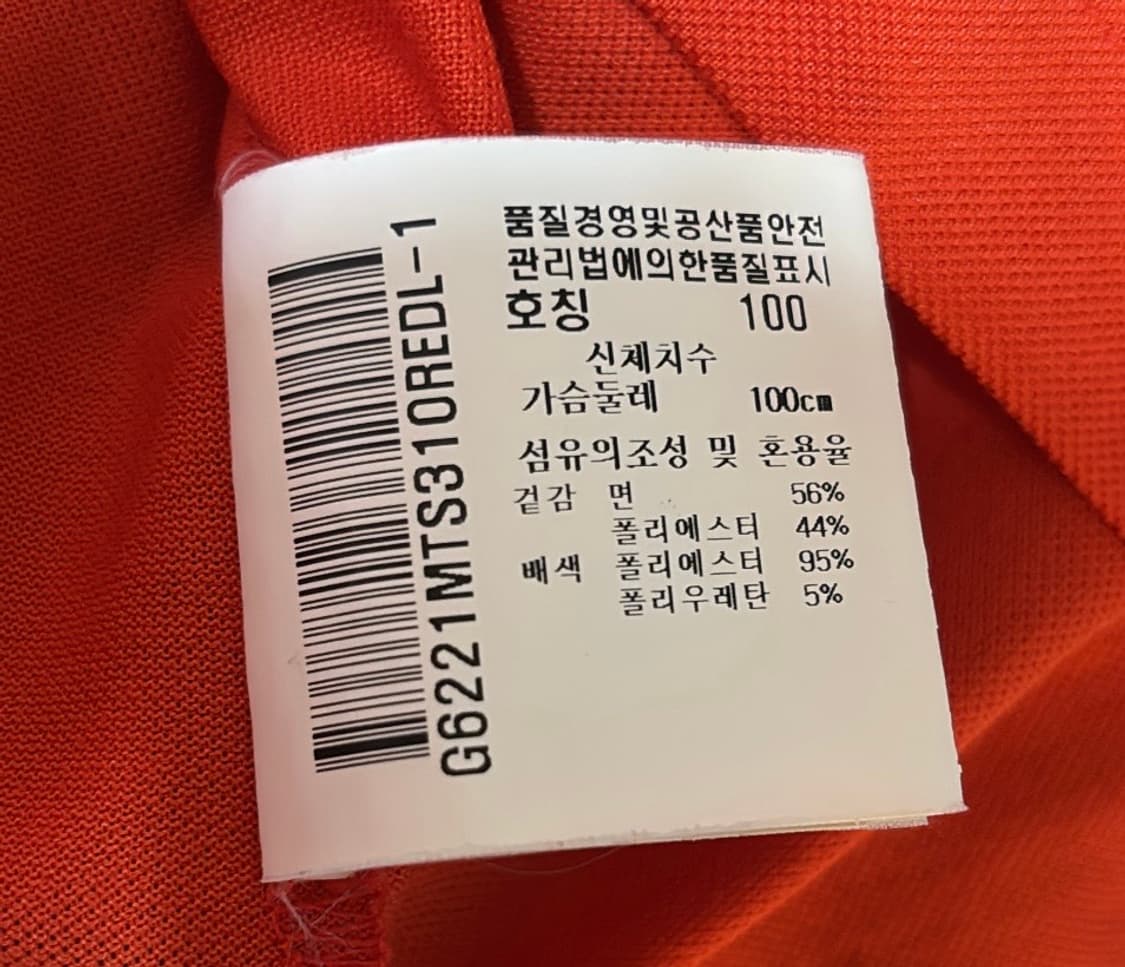 품질경영및공산품안전
관리법에의한품질표시
호칭 100
신체치수
가슴둘레 100cm
섬유의조성 및 혼용율
겉감 면 56%
폴리에스터 44%
배색 폴리에스터 95%
폴리우레탄 5%
G6221MTS310REDL-1